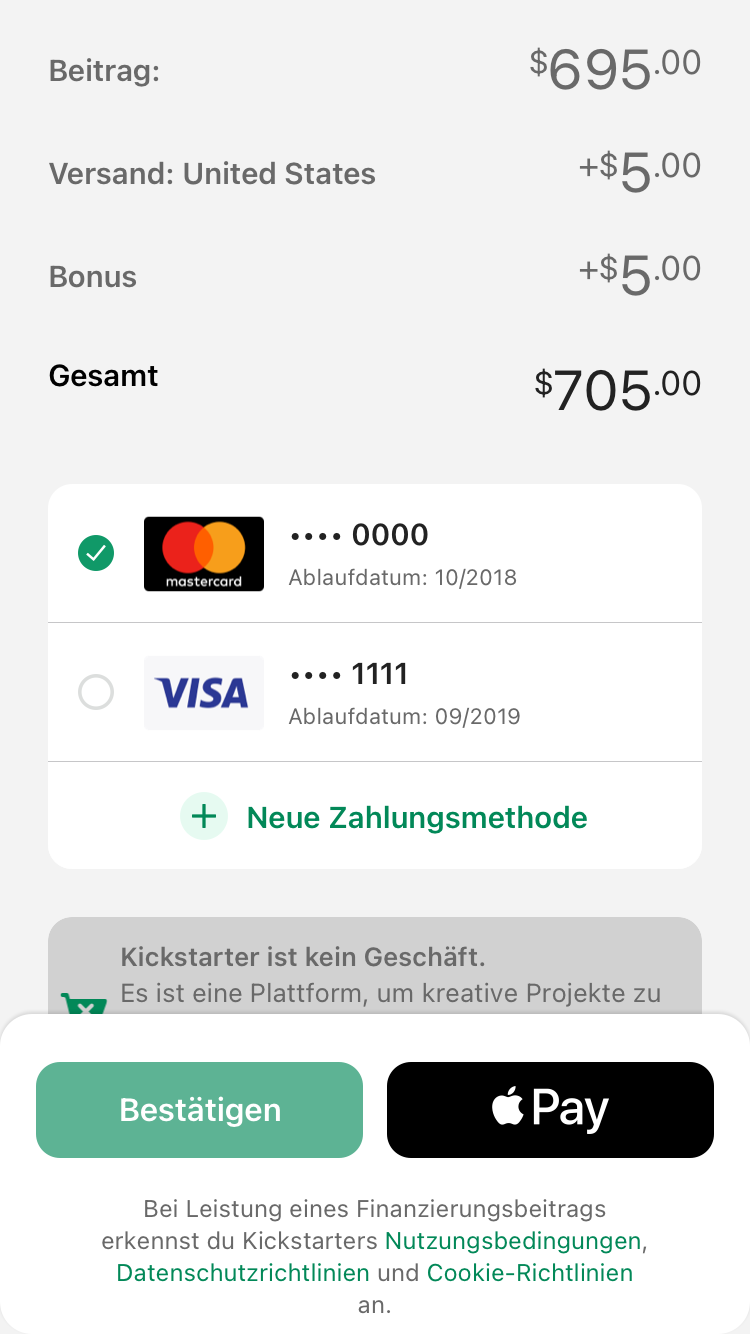 Beitrag: $695.00
Versand: United States +$5.00
Bonus +$5.00
Gesamt $705.00
•••• 0000
mastercard
Ablaufdatum: 10/2018
VISA
•••• 1111
Ablaufdatum: 09/2019
+ Neue Zahlungsmethode
Kickstarter ist kein Geschäft.
Es ist eine Plattform, um kreative Projekte zu
Bestätigen
Pay
Bei Leistung eines Finanzierungsbeitrags
erkennst du Kickstarters Nutzungsbedingungen,
Datenschutzrichtlinien und Cookie-Richtlinien
an.